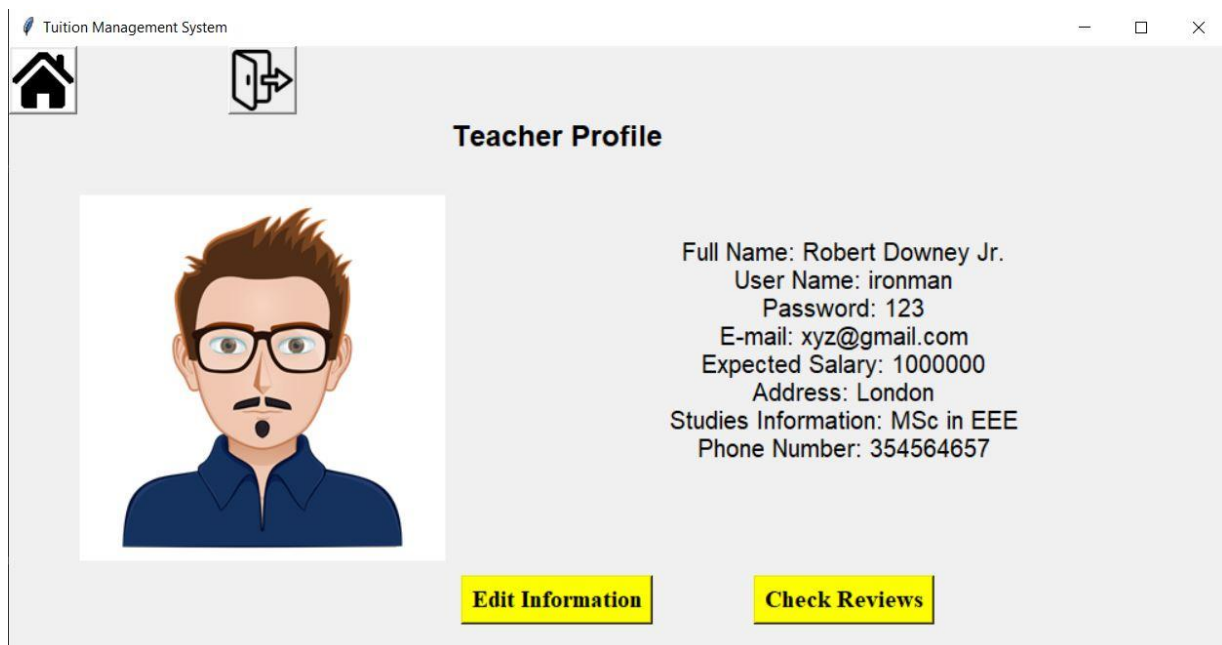 Tuition Management System
Teacher Profile
Full Name: Robert Downey Jr.
User Name: ironman
Password: 123
E-mail: xyz@gmail.com
Expected Salary: 1000000
Address: London
Studies Information: MSc in EEE
Phone Number: 354564657
Edit Information
Check Reviews